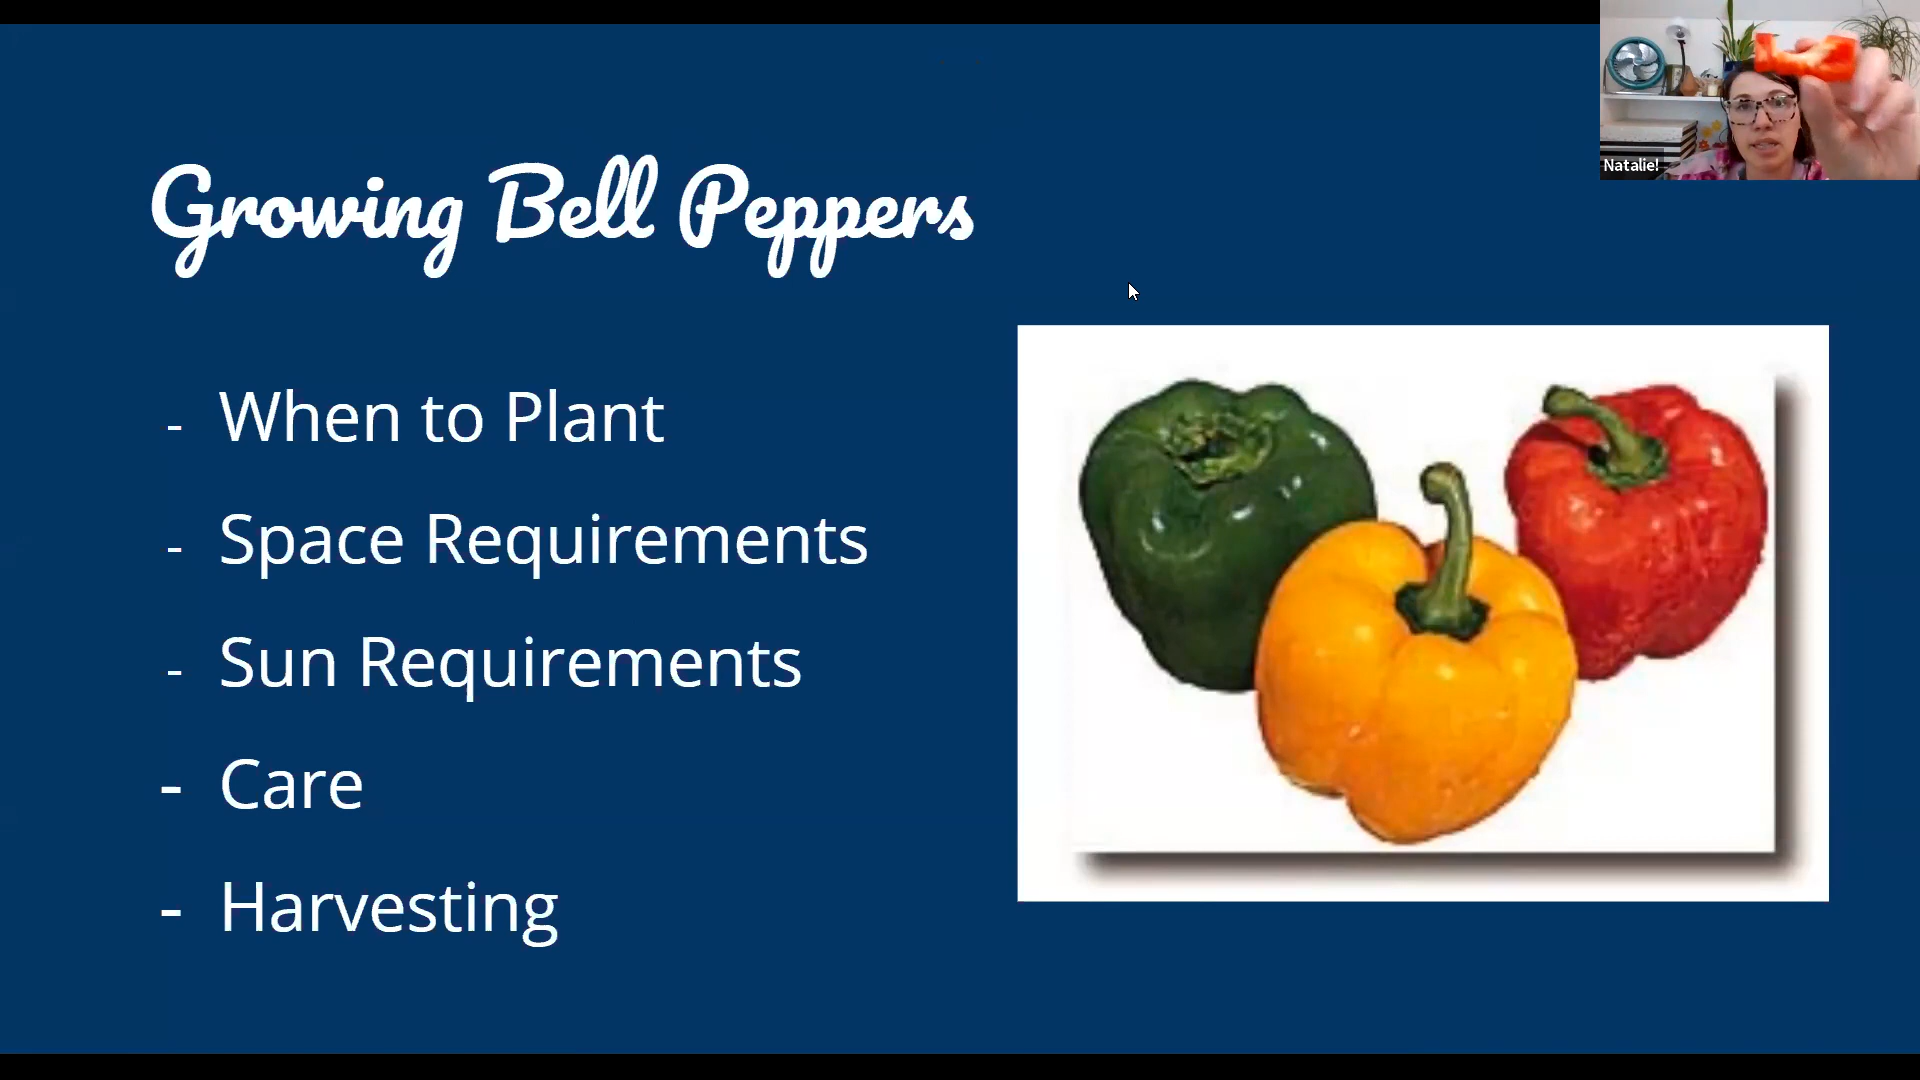 Natalie!
Growing Bell Peppers
- When to Plant
- Space Requirements
- Sun Requirements
- Care
- Harvesting